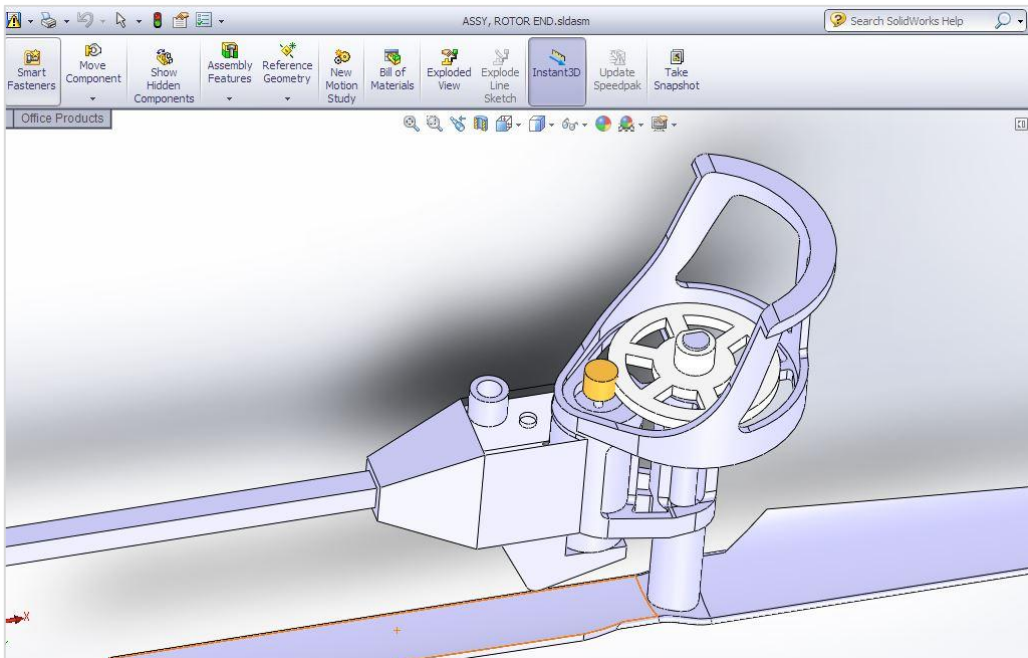 ASSY, ROTOR END.sldasm
Search SolidWorks Help
Smart
Fasteners
Move
Component
Show
Hidden
Components
Assembly
Features
Reference
Geometry
New
Motion
Study
Bill of
Materials
Exploded
View
Explode
Line
Sketch
Instant3D
Update
Speedpak
Take
Snapshot
Office Products
X